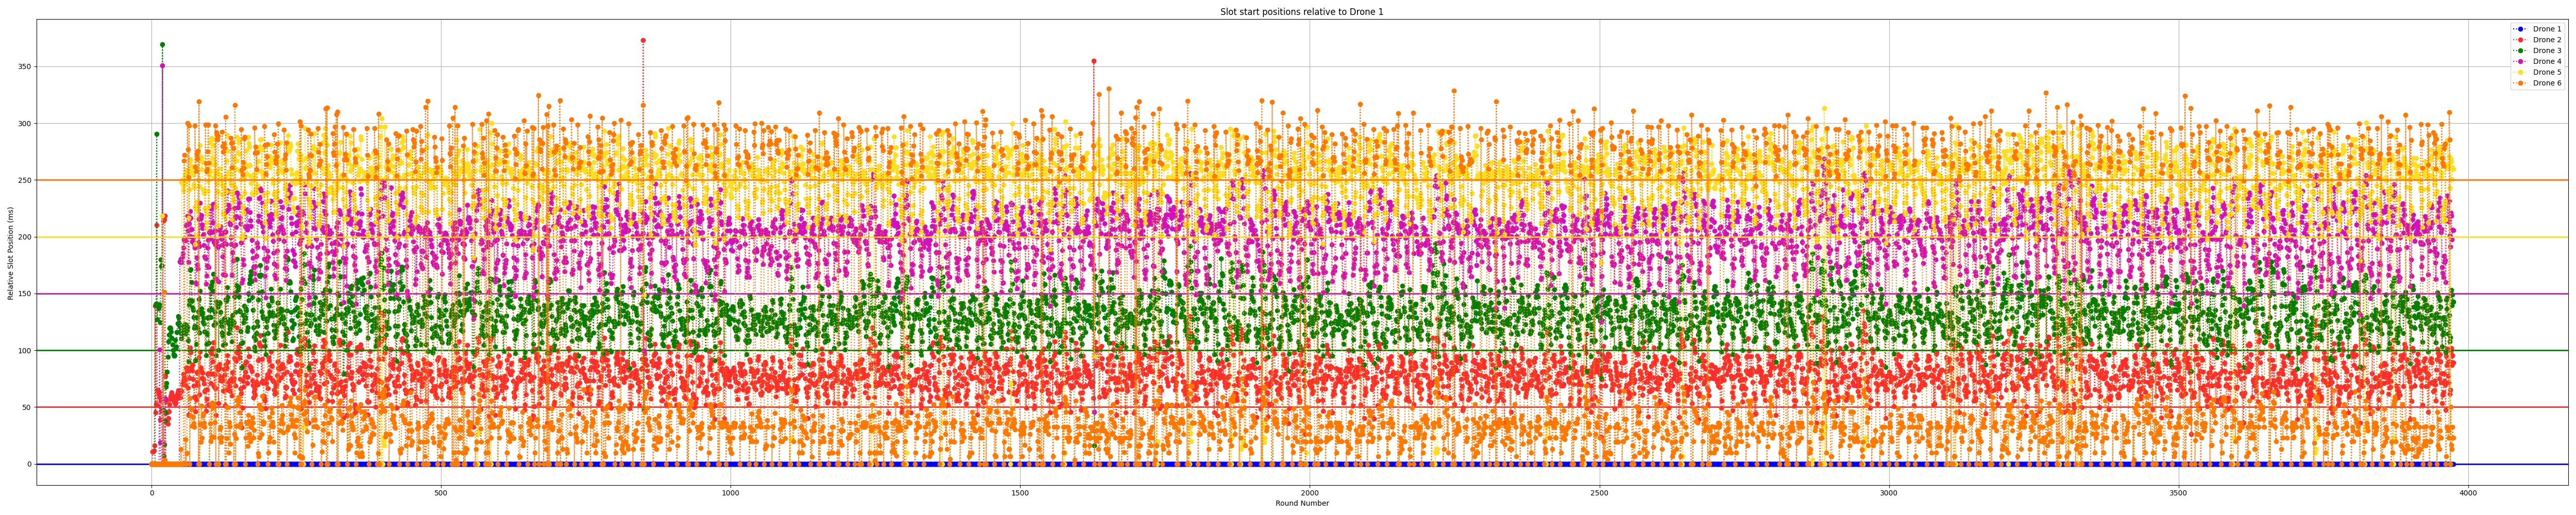 Slot start positions relative to Drone 1
Relative Slot Position (ms)
350
300
250
200
150
100
50
0
0 500 1000 1500 2000 2500 3000 3500 4000
Round Number
Drone 1
Drone 2
Drone 3
Drone 4
Drone 5
Drone 6